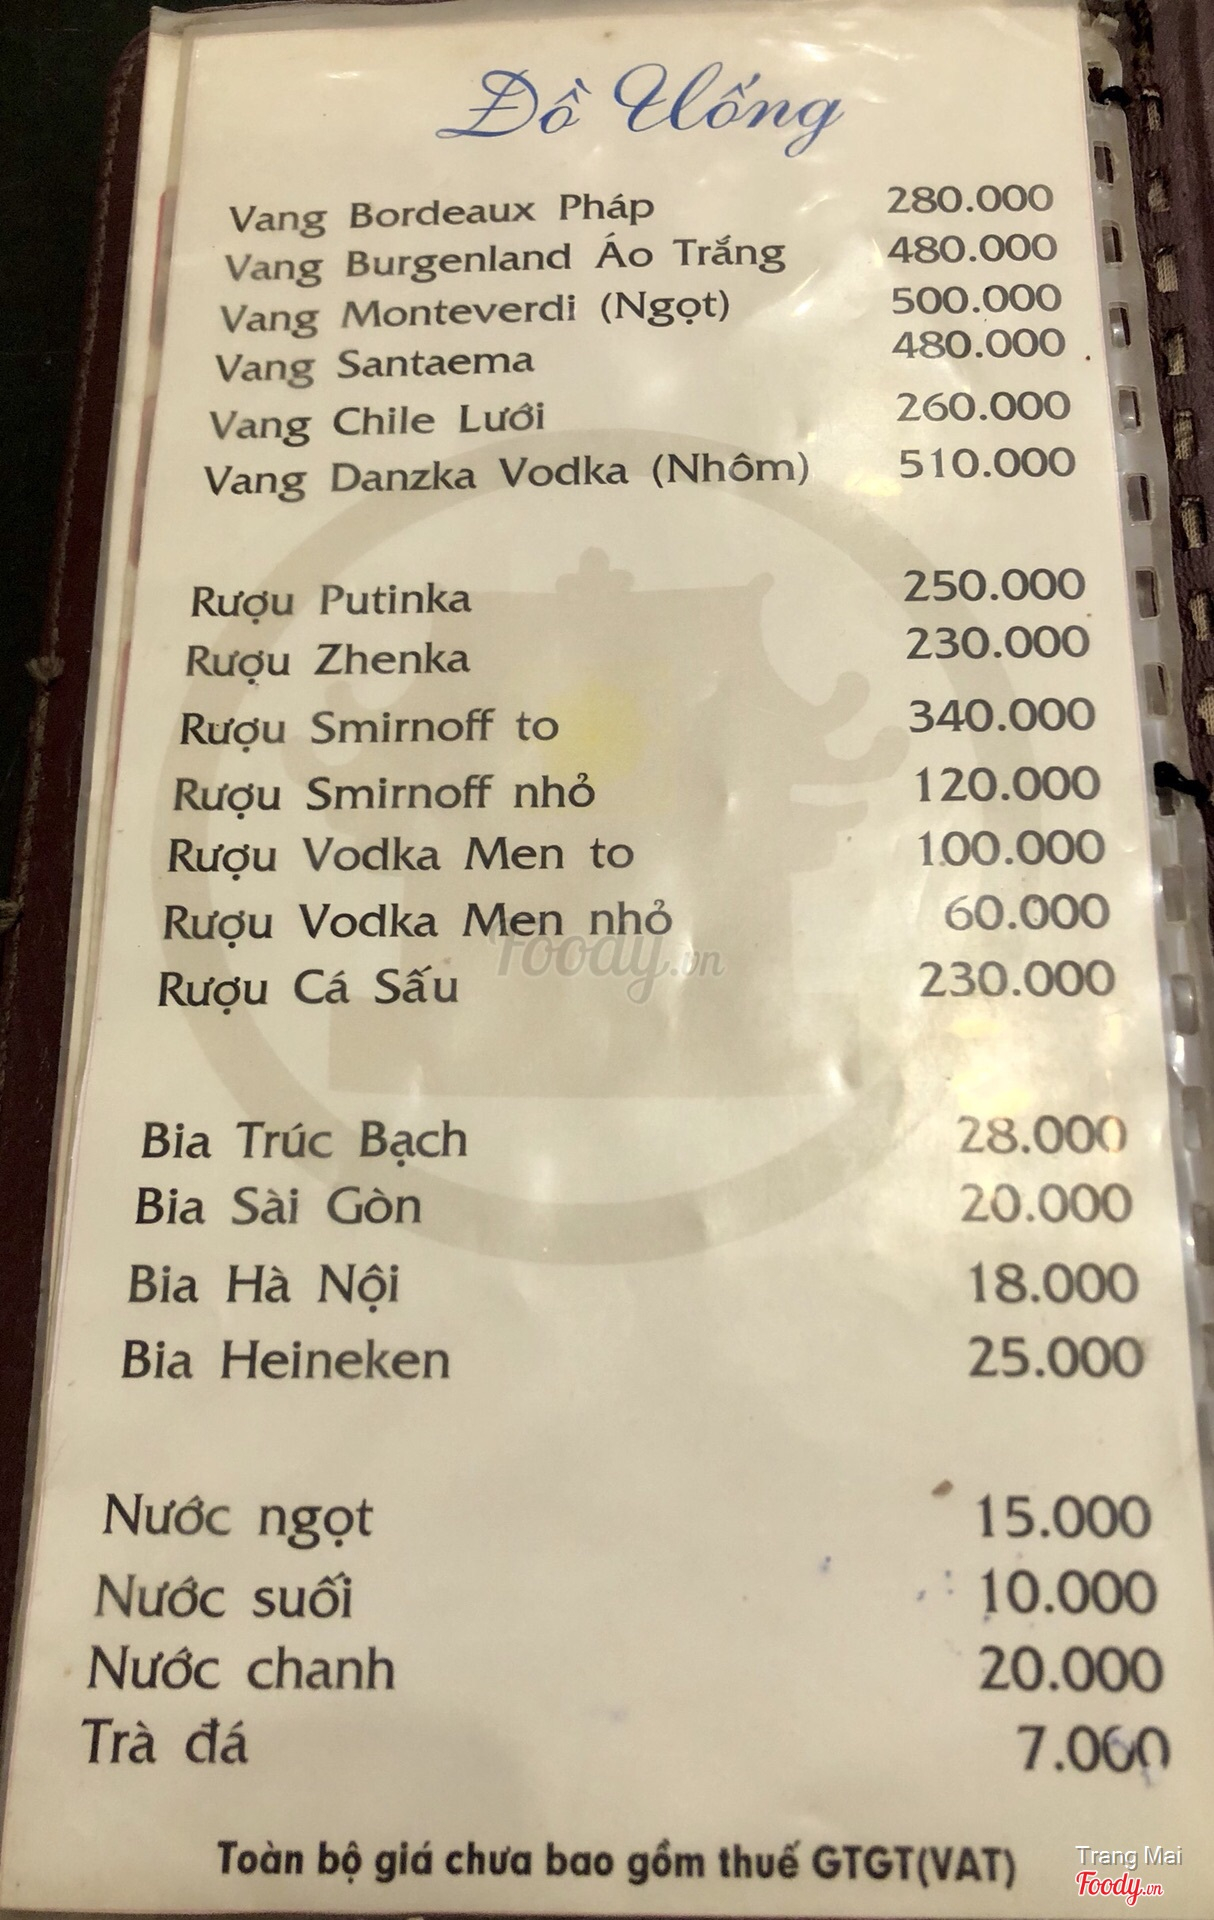 Đồ Uống
Vang Bordeaux Pháp 280.000
Vang Burgenland Áo Trắng 480.000
Vang Monteverdi (Ngọt) 500.000
Vang Santaema 480.000
Vang Chile Lưới 260.000
Vang Danzka Vodka (Nhôm) 510.000
Rượu Putinka 250.000
Rượu Zhenka 230.000
Rượu Smirnoff to 340.000
Rượu Smirnoff nhỏ 120.000
Rượu Vodka Men to 100.000
Rượu Vodka Men nhỏ 60.000
Foody.vn
Rượu Cá Sấu 230.000
Bia Trúc Bạch 28.000
Bia Sài Gòn 20.000
Bia Hà Nội 18.000
Bia Heineken 25.000
Nước ngọt 15.000
Nước suối 10.000
Nước chanh 20.000
Trà đá 7.000
Toàn bộ giá chưa bao gồm thuế GTGT(VAT)
Trang Mai
Foody.vn